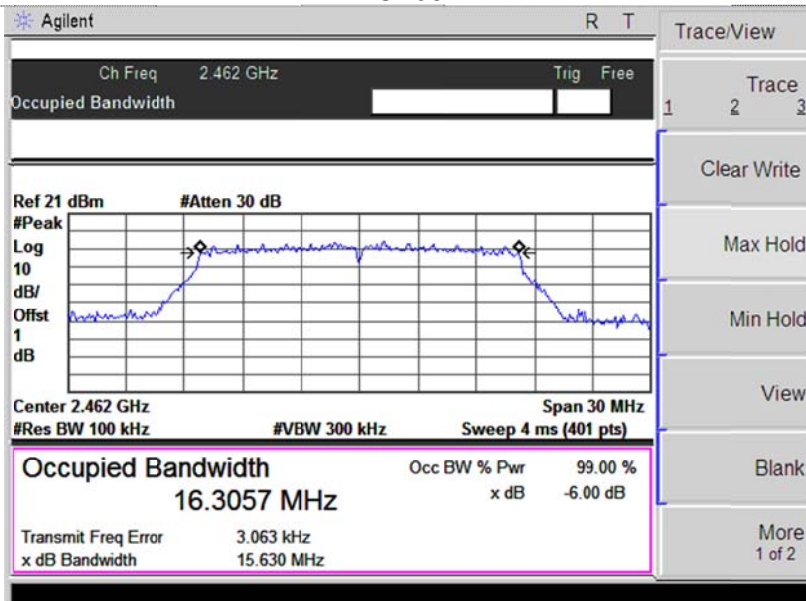 Agilent R T
Trace/View
Ch Freq 2.462 GHz Trig Free
Occupied Bandwidth
Trace
1 2 3
Clear Write
Ref 21 dBm #Atten 30 dB
#Peak
Log
10
dB/
Offst
1
dB
Max Hold
Min Hold
Center 2.462 GHz Span 30 MHz
#Res BW 100 kHz #VBW 300 kHz Sweep 4 ms (401 pts)
View
Occupied Bandwidth Occ BW % Pwr 99.00 %
16.3057 MHz x dB -6.00 dB
Blank
Transmit Freq Error 3.063 kHz
x dB Bandwidth 15.630 MHz
More
1 of 2